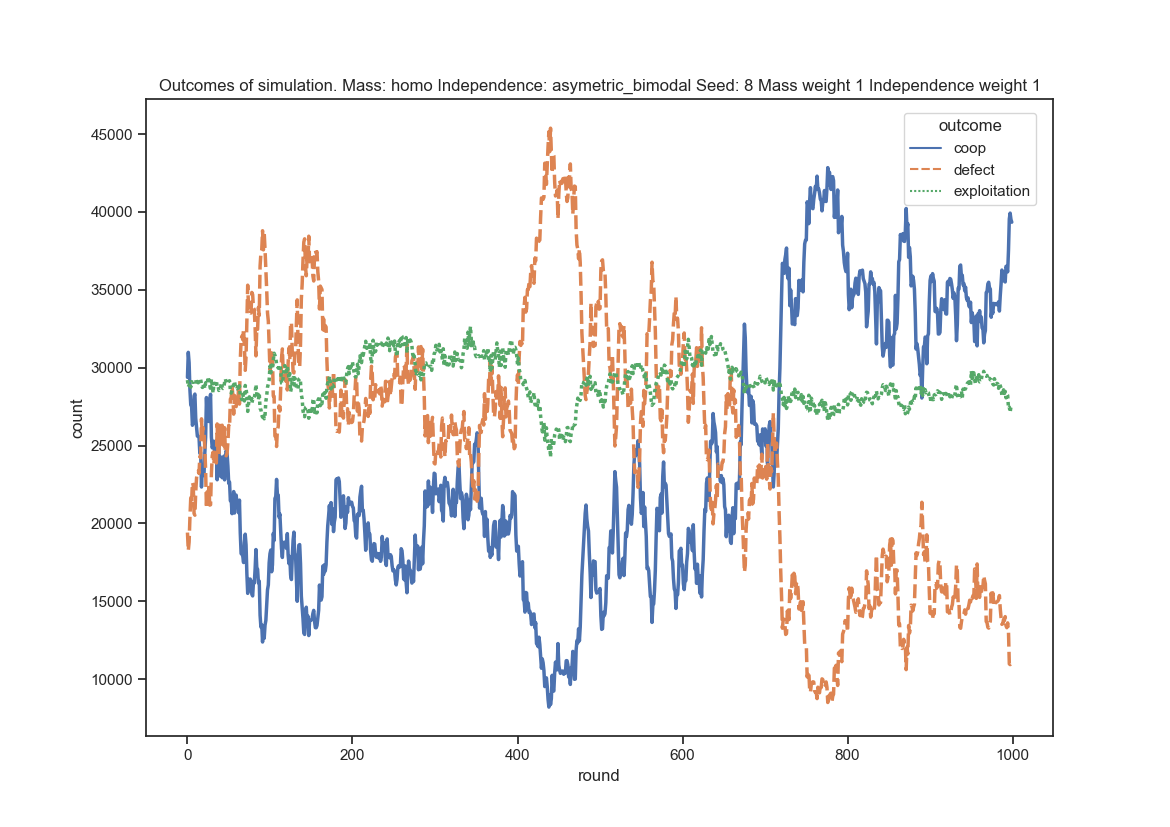 Outcomes of simulation. Mass: homo Independence: asymetric_bimodal Seed: 8 Mass weight 1 Independence weight 1
outcome
coop
defect
exploitation
45000
40000
35000
30000
25000
20000
15000
10000
count
0 200 400 600 800 1000
round